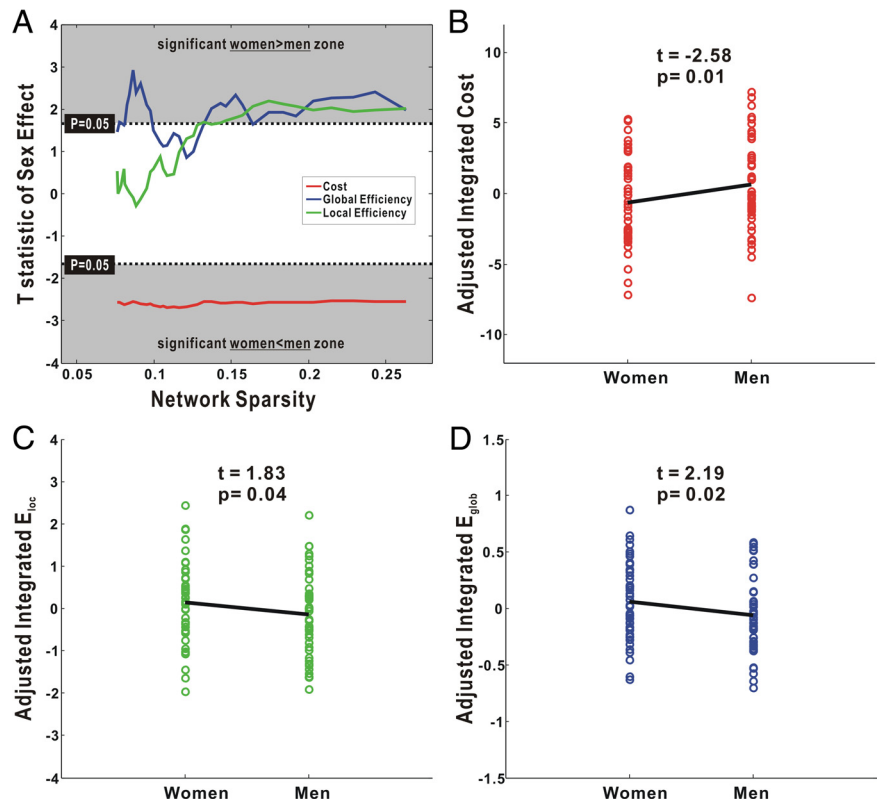 A
4
3
2
1
0
-1
-2
-3
-4
T statistic of Sex Effect
significant women>men zone
P=0.05
Cost
Global Efficiency
Local Efficiency
P=0.05
significant women<men zone
0.05
0.1
0.15
0.2
0.25
Network Sparsity
B
10
5
0
-5
-10
Adjusted Integrated Cost
t = -2.58
p= 0.01
Women
Men
C
4
3
2
1
0
-1
-2
-3
-4
Adjusted Integrated Eloc
t = 1.83
p= 0.04
Women
Men
D
1.5
1
0.5
0
-0.5
-1
-1.5
Adjusted Integrated Eglob
t = 2.19
p= 0.02
Women
Men